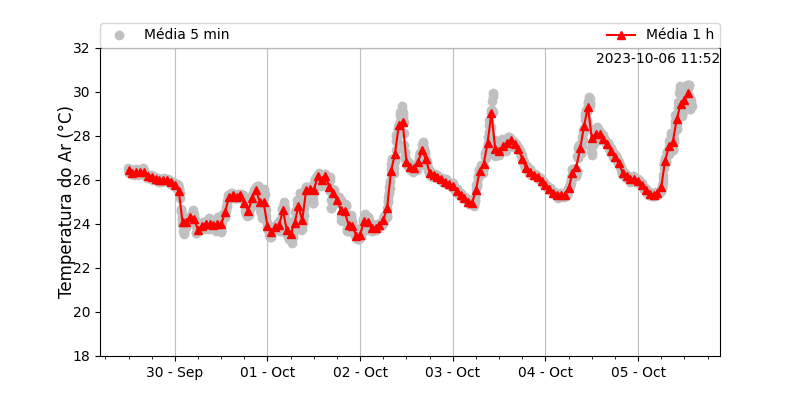 Média 5 min
Média 1 h
2023-10-06 11:52
Temperatura do Ar (°C)
32
30
28
26
24
22
20
18
30 - Sep
01 - Oct
02 - Oct
03 - Oct
04 - Oct
05 - Oct